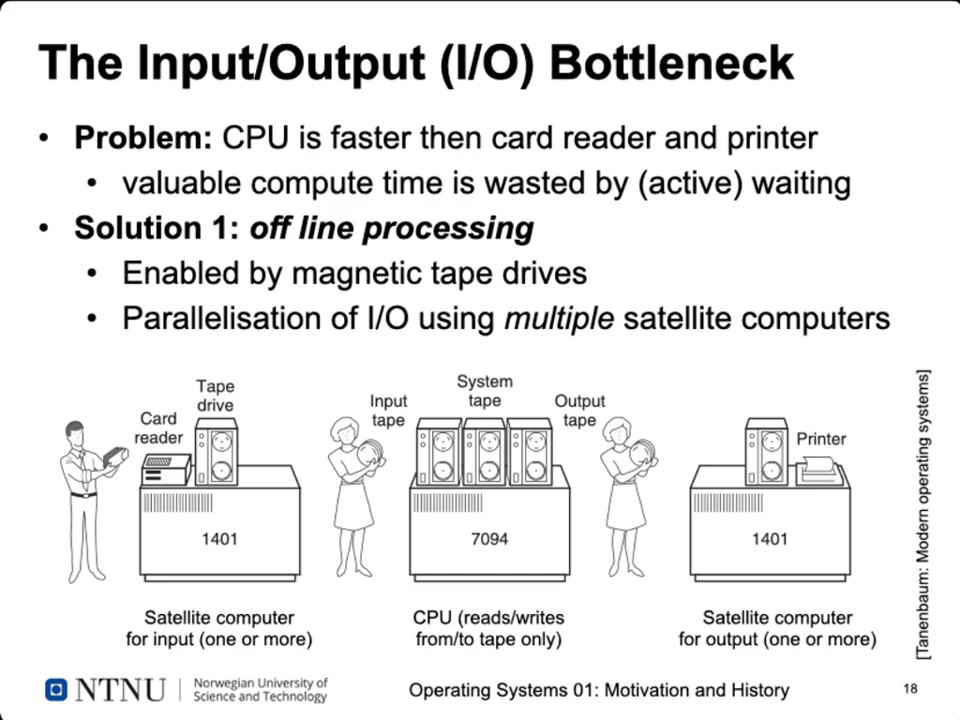 The Input/Output (I/O) Bottleneck
• Problem: CPU is faster then card reader and printer
• valuable compute time is wasted by (active) waiting
• Solution 1: off line processing
• Enabled by magnetic tape drives
• Parallelisation of I/O using multiple satellite computers
Card
reader
Tape
drive
1401
Satellite computer
for input (one or more)
Input
tape
System
tape
Output
tape
7094
CPU (reads/writes
from/to tape only)
Printer
1401
Satellite computer
for output (one or more)
[Tanenbaum: Modern operating systems]
NTNU
Norwegian University of
Science and Technology
Operating Systems 01: Motivation and History
18